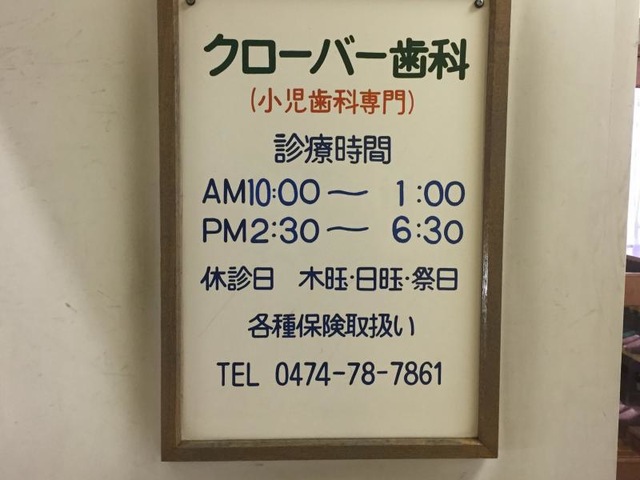 クローバー歯科
(小児歯科専門)
診療時間
AM10:00〜 1:00
PM2:30〜 6:30
休診日 木旺・日旺・祭日
各種保険取扱い
TEL 0474-78-7861